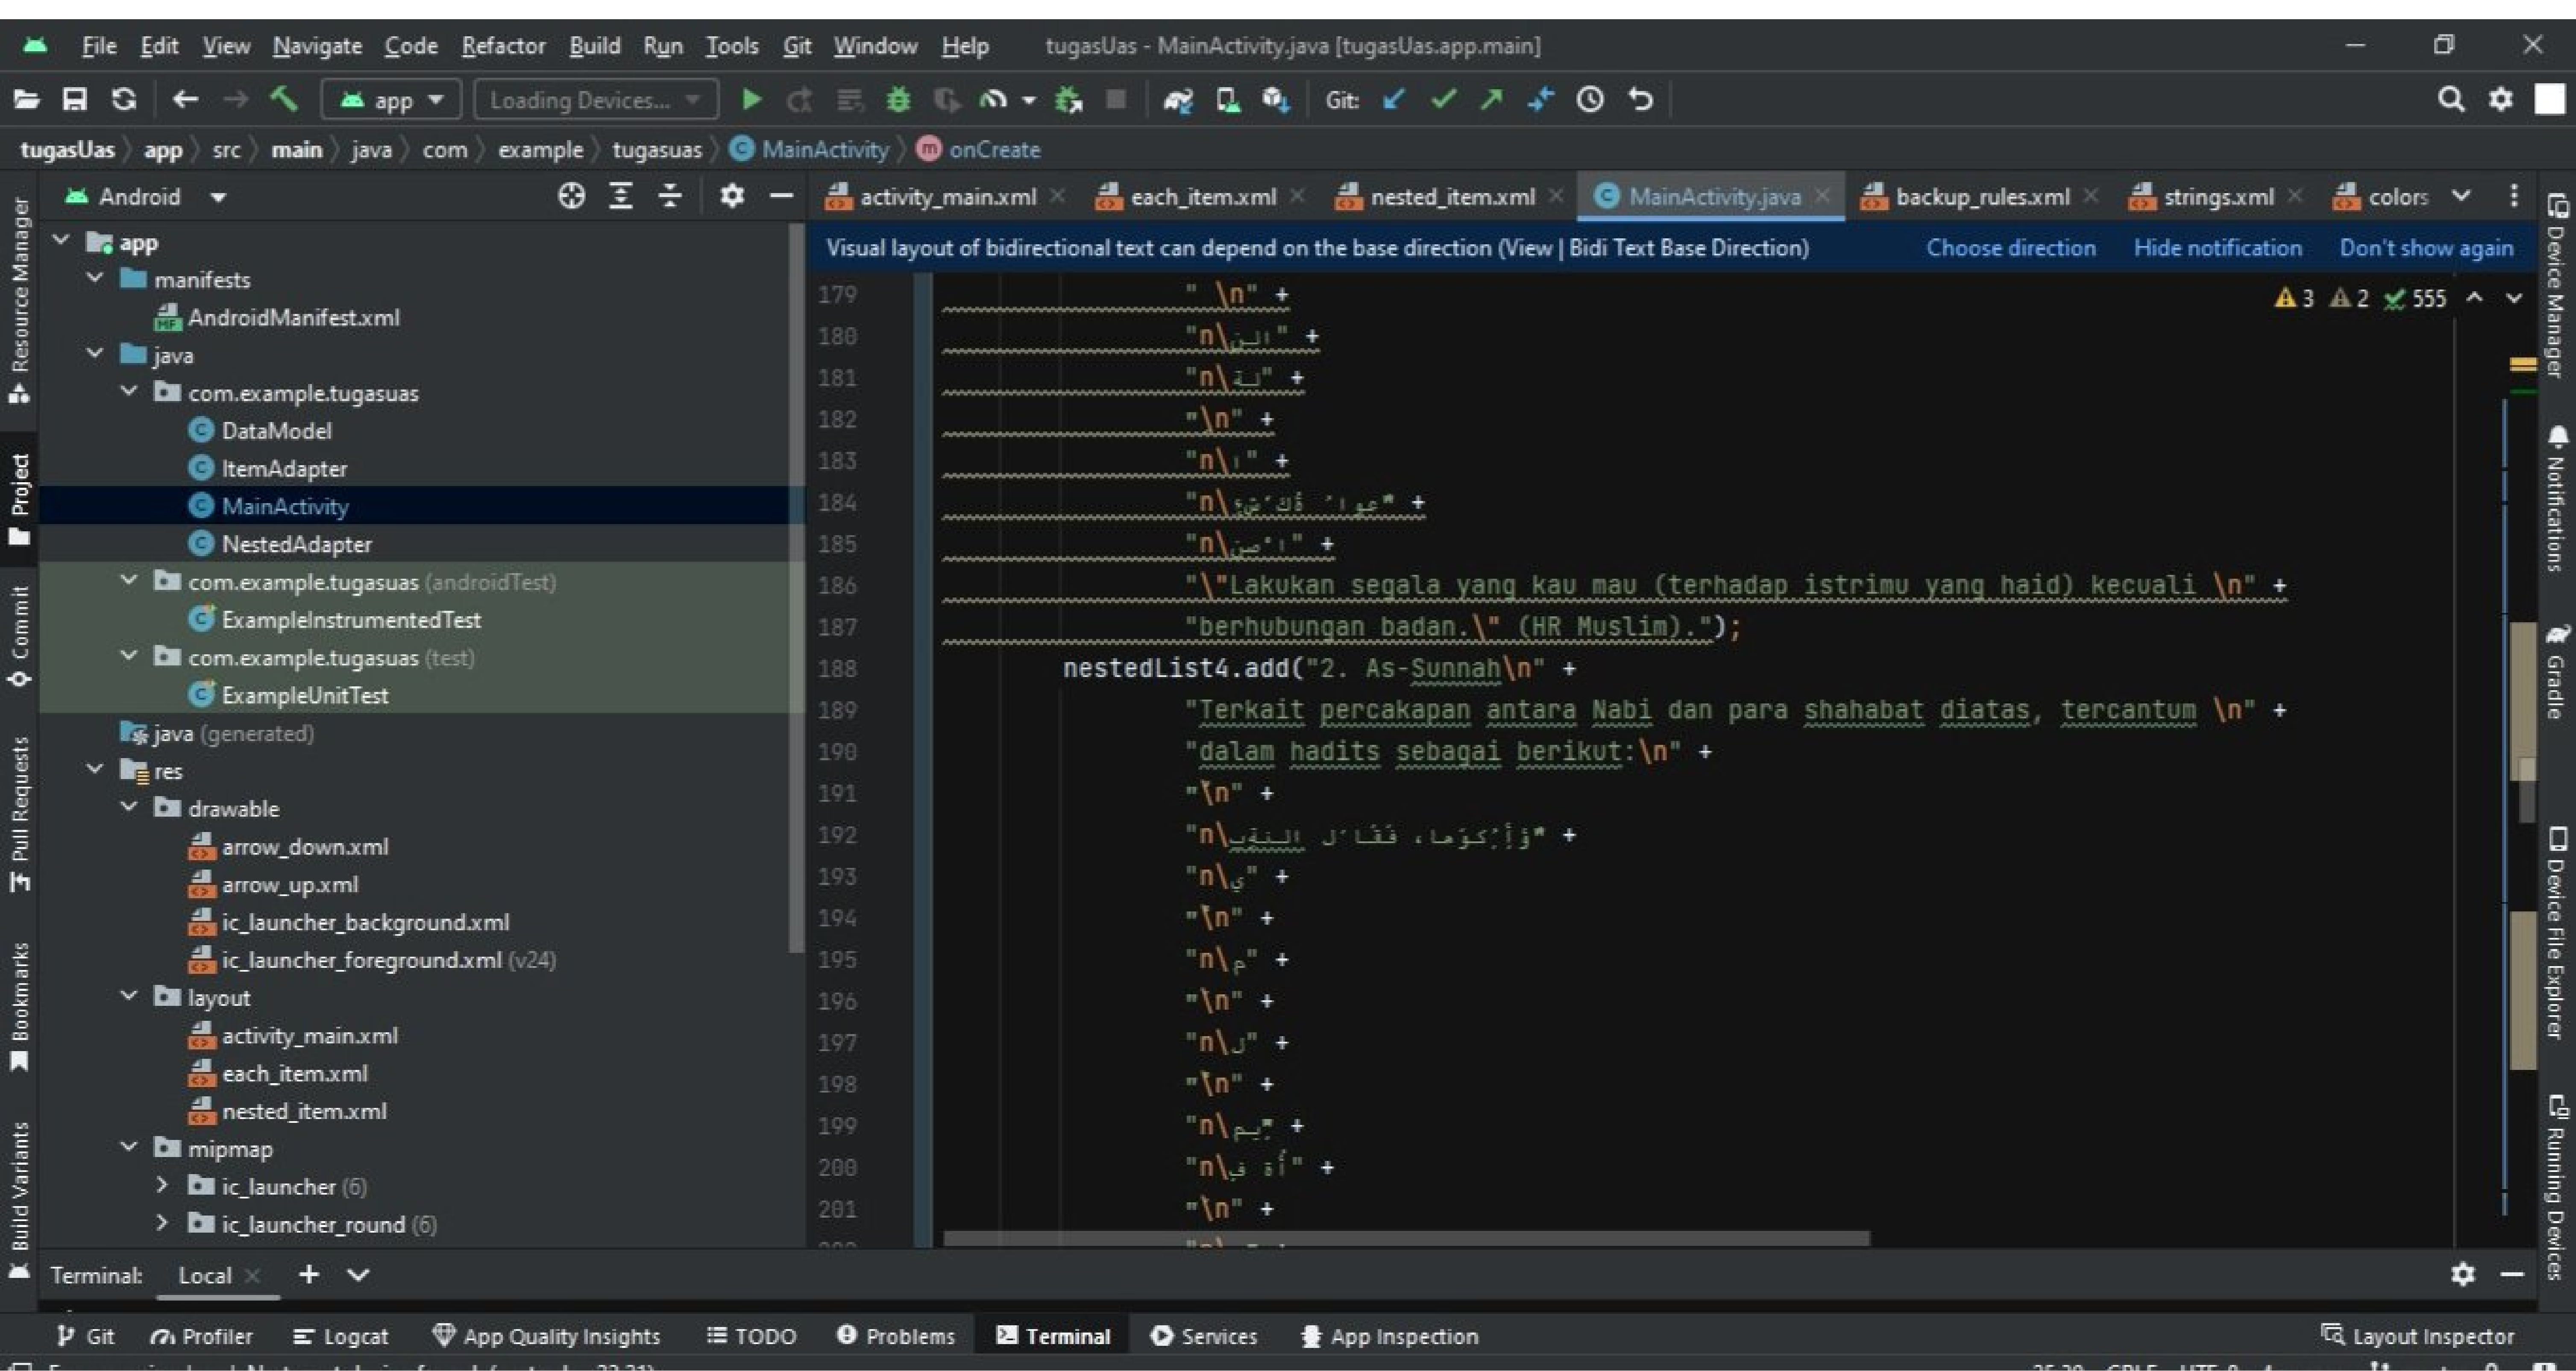 File Edit View Navigate Code Refactor Build Run Tools Git Window Help tugasUas - MainActivity.java [tugasUas.app.main]
app Loading Devices... Git:
tugasUas app src main java com example tugasuas MainActivity onCreate
Android
activity_main.xml each_item.xml nested_item.xml MainActivity.java backup_rules.xml strings.xml colors
Visual layout of bidirectional text can depend on the base direction (View | Bidi Text Base Direction) Choose direction Hide notification Don't show again
3 2 555
Resource Manager
Project
Commit
Pull Requests
Bookmarks
Build Variants
app
manifests
AndroidManifest.xml
java
com.example.tugasuas
DataModel
ItemAdapter
MainActivity
NestedAdapter
com.example.tugasuas (androidTest)
ExampleInstrumentedTest
com.example.tugasuas (test)
ExampleUnitTest
java (generated)
res
drawable
arrow_down.xml
arrow_up.xml
ic_launcher_background.xml
ic_launcher_foreground.xml (v24)
layout
activity_main.xml
each_item.xml
nested_item.xml
mipmap
ic_launcher (6)
ic_launcher_round (6)
179 " \n" +
180 "الن\n" +
181 "لة\n" +
182 "\n" +
183 "ا\n" +
184 "\n" +
185 "\n" +
186 "\"Lakukan segala yang kau mau (terhadap istrimu yang haid) kecuali \n" +
187 "berhubungan badan.\" (HR Muslim).");
188 nestedList4.add("2. As-Sunnah\n" +
189 "Terkait percakapan antara Nabi dan para shahabat diatas, tercantum \n" +
190 "dalam hadits sebagai berikut:\n" +
191 "\n" +
192 "\n" +
193 "ي\n" +
194 "\n" +
195 "م\n" +
196 "\n" +
197 "ل\n" +
198 "\n" +
199 "\n" +
200 "\n" +
201 "\n" +
Device Manager
Notifications
Gradle
Device File Explorer
Running Devices
Terminal: Local
Git Profiler Logcat App Quality Insights TODO Problems Terminal Services App Inspection Layout Inspector